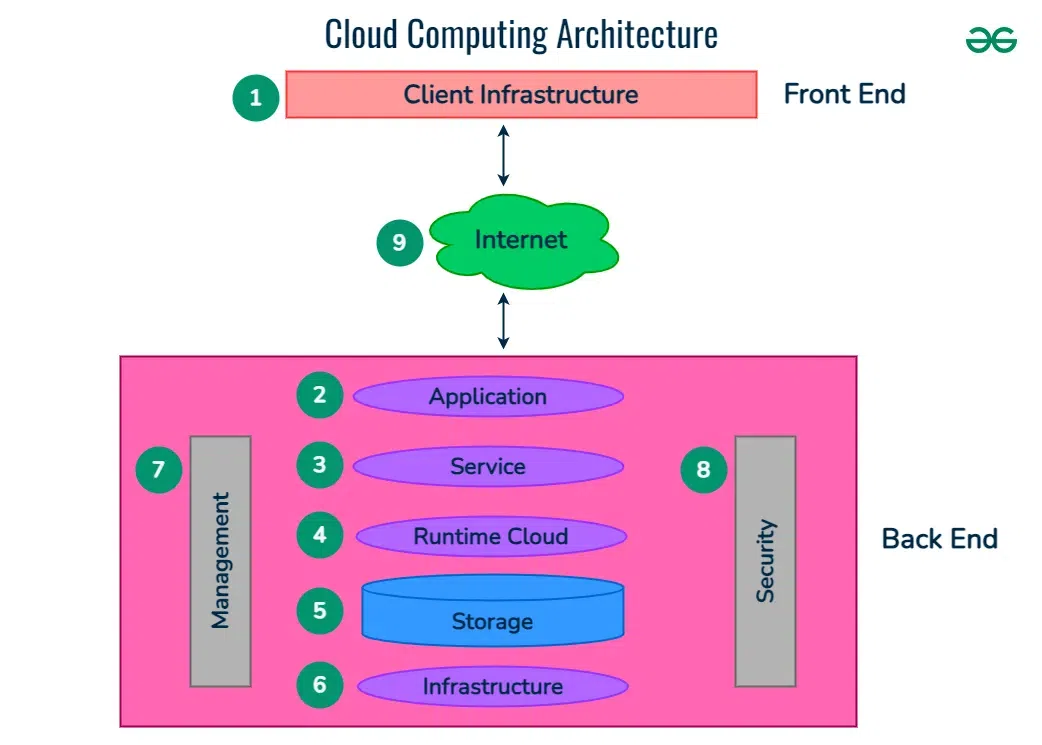 Cloud Computing Architecture
1
Client Infrastructure
Front End
9
Internet
2
Application
3
Service
7
8
4
Runtime Cloud
Management
Security
Back End
5
Storage
6
Infrastructure